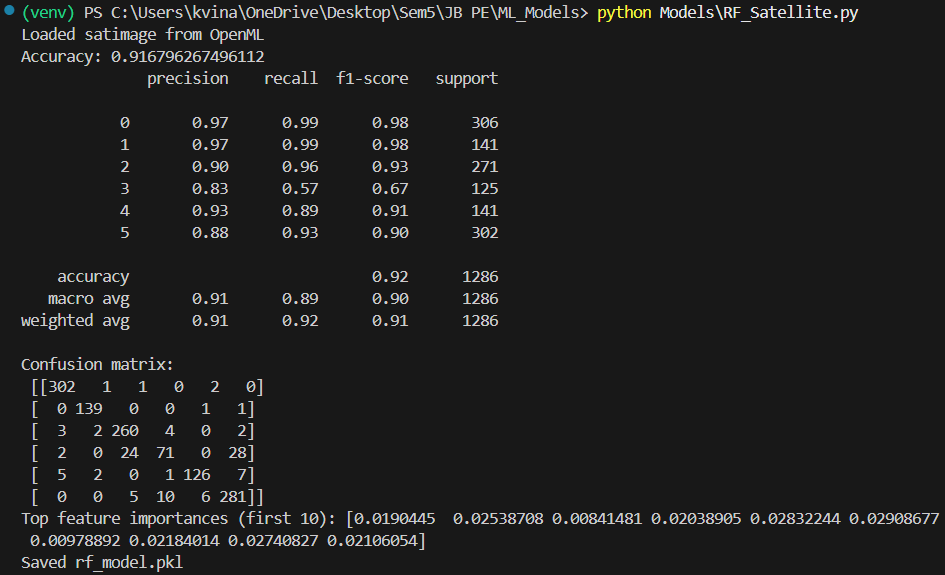 (venv) PS C:\Users\kvina\OneDrive\Desktop\Sem5\JB PE\ML_Models> python Models\RF_Satellite.py
Loaded satimage from OpenML
Accuracy: 0.916796267496112
              precision    recall  f1-score   support

           0       0.97      0.99      0.98       306
           1       0.97      0.99      0.98       141
           2       0.90      0.96      0.93       271
           3       0.83      0.57      0.67       125
           4       0.93      0.89      0.91       141
           5       0.88      0.93      0.90       302

    accuracy                           0.92      1286
   macro avg       0.91      0.89      0.90      1286
weighted avg       0.91      0.92      0.91      1286

Confusion matrix:
 [[302   1   1   0   2   0]
 [  0 139   0   0   1   1]
 [  3   2 260   4   0   2]
 [  2   0  24  71   0  28]
 [  5   2   0   1 126   7]
 [  0   0   5  10   6 281]]
Top feature importances (first 10): [0.0190445  0.02538708 0.00841481 0.02038905 0.02832244 0.02908677
 0.00978892 0.02184014 0.02740827 0.02106054]
Saved rf_model.pkl